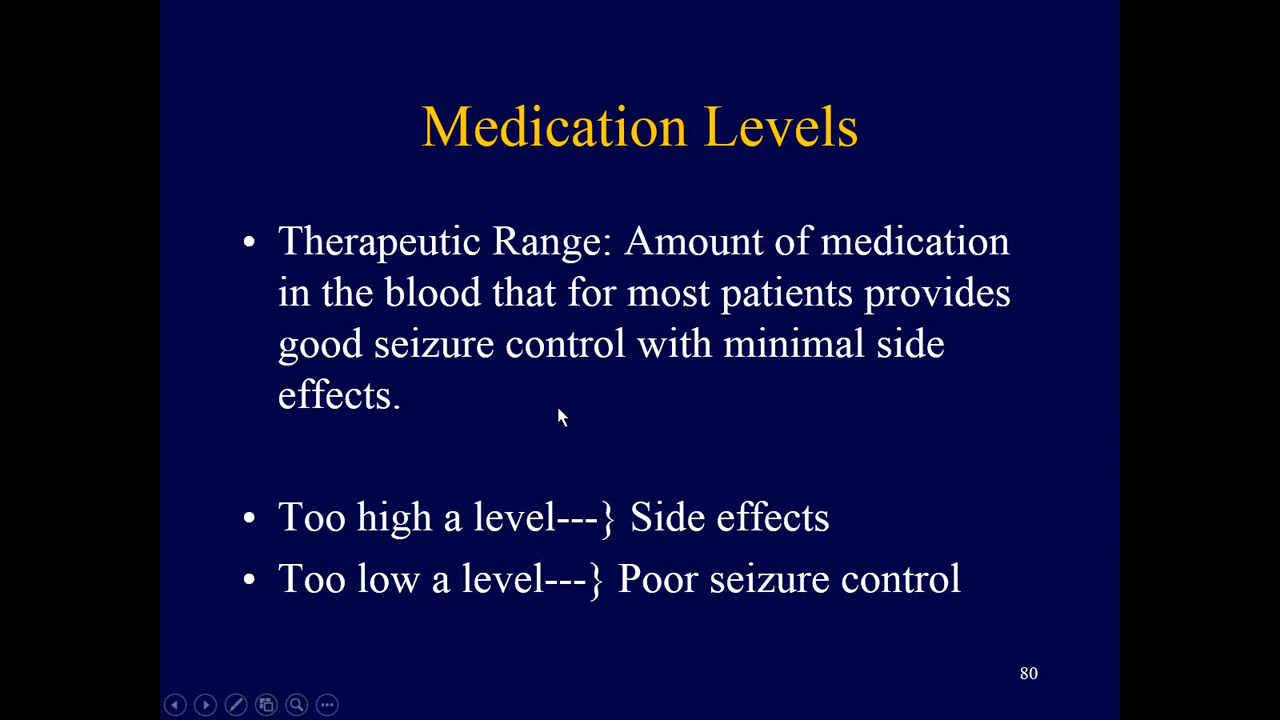 Medication Levels
• Therapeutic Range: Amount of medication
in the blood that for most patients provides
good seizure control with minimal side
effects.
• Too high a level---} Side effects
• Too low a level---} Poor seizure control
80